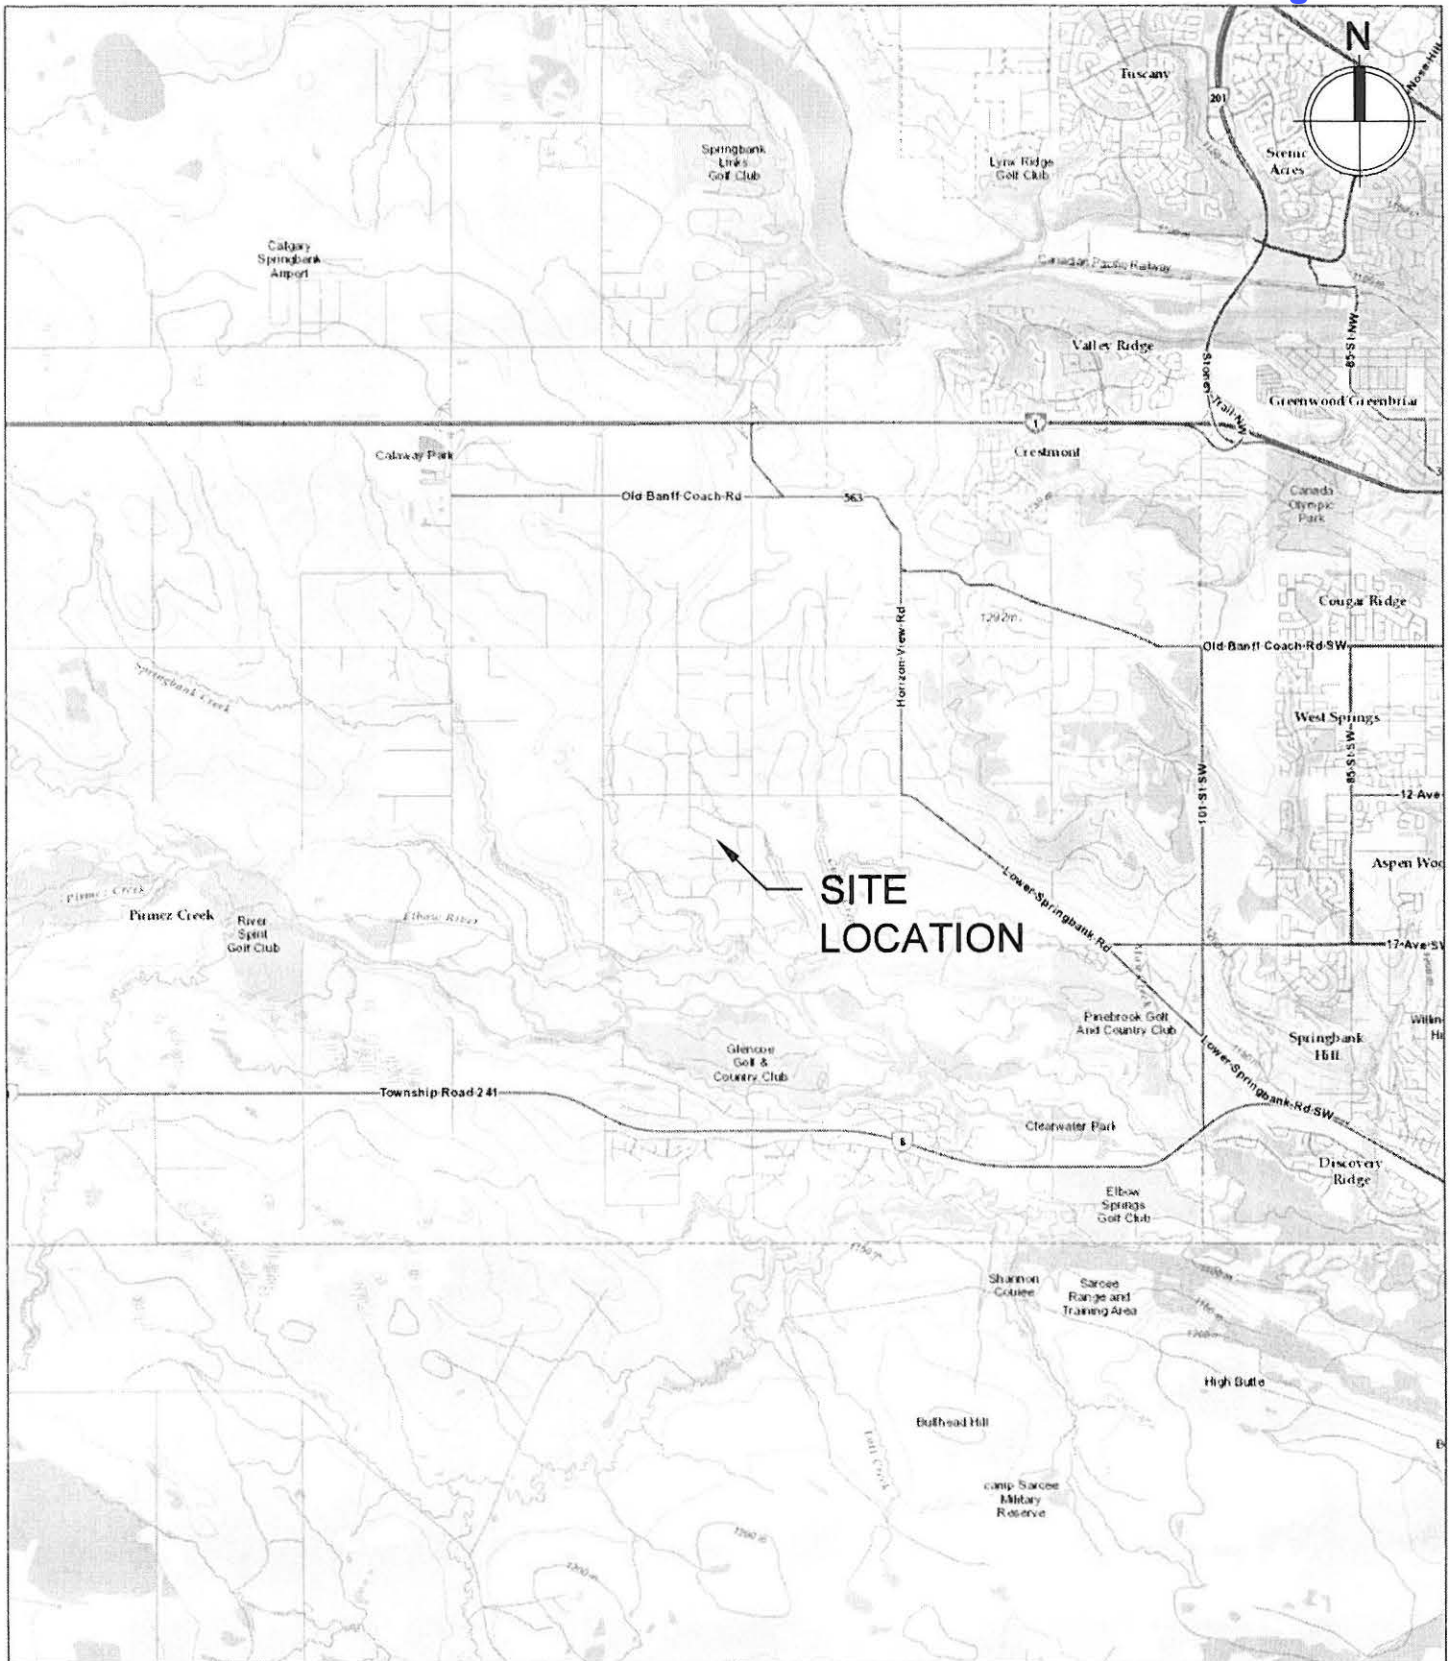 N
Nose Hill
Tuscany
201
Springbank
Links
Golf Club
Lynx Ridge
Golf Club
Scenic
Acres
Calgary
Springbank
Airport
Canadian Pacific Railway
Valley Ridge
85-St-NW
Stoney-Trail-NW
Greenwood/Greenbriar
1
Calaway Park
Crestmont
Old-Banff-Coach-Rd
563
Canada
Olympic
Park
Cougar Ridge
1292m
Horizon-View-Rd
Old-Banff-Coach-Rd-SW
Springbank Creek
West Springs
85-St-SW
101-St-SW
12-Ave
Aspen Woo
SITE
LOCATION
Lower-Springbank-Rd
Pirmez Creek
Pirmez Creek
River
Spirit
Golf Club
Elbow River
17-Ave-SW
Pinebrook Golf
And Country Club
Springbank
Hill
Glencoe
Golf &
Country Club
Lower-Springbank-Rd-SW
Township-Road-241
Clearwater Park
8
Discovery
Ridge
Elbow
Springs
Golf Club
Shannon
Coulee
Sarcee
Range and
Training Area
1200 m
High Butte
Bullhead Hill
camp Sarcee
Military
Reserve
1200 m
1200 m